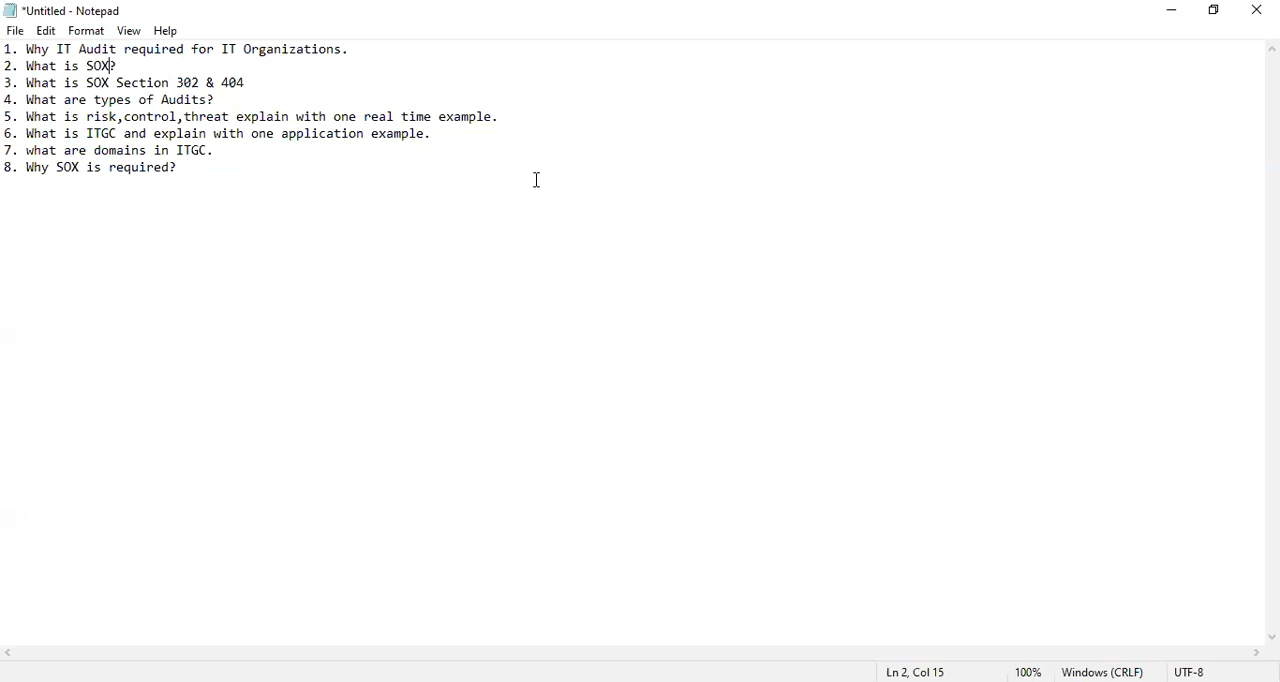 *Untitled - Notepad
File Edit Format View Help
1. Why IT Audit required for IT Organizations.
2. What is SOX?
3. What is SOX Section 302 & 404
4. What are types of Audits?
5. What is risk,control,threat explain with one real time example.
6. What is ITGC and explain with one application example.
7. what are domains in ITGC.
8. Why SOX is required?
Ln 2, Col 15 100% Windows (CRLF) UTF-8